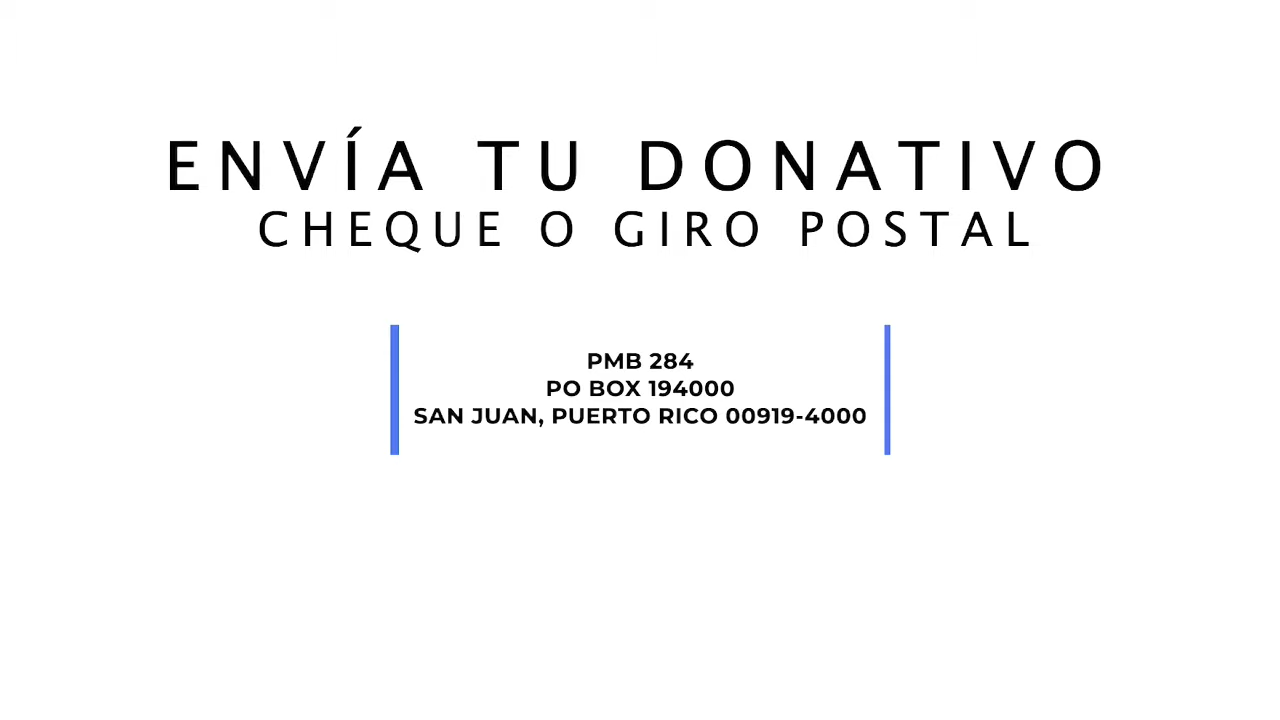 ENVÍA TU DONATIVO
CHEQUE O GIRO POSTAL
PMB 284
PO BOX 194000
SAN JUAN, PUERTO RICO 00919-4000